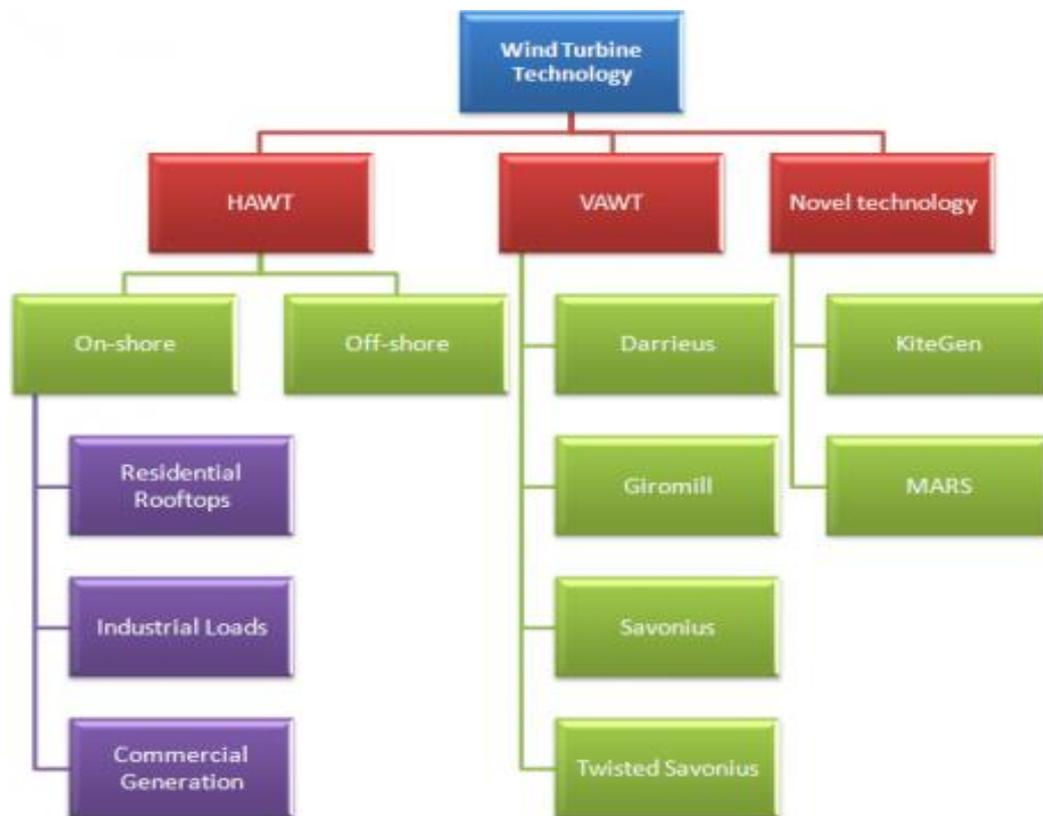 Wind Turbine
Technology
HAWT
VAWT
Novel technology
On-shore
Off-shore
Darrieus
KiteGen
Residential
Rooftops
Giromill
MARS
Industrial Loads
Savonius
Commercial
Generation
Twisted Savonius